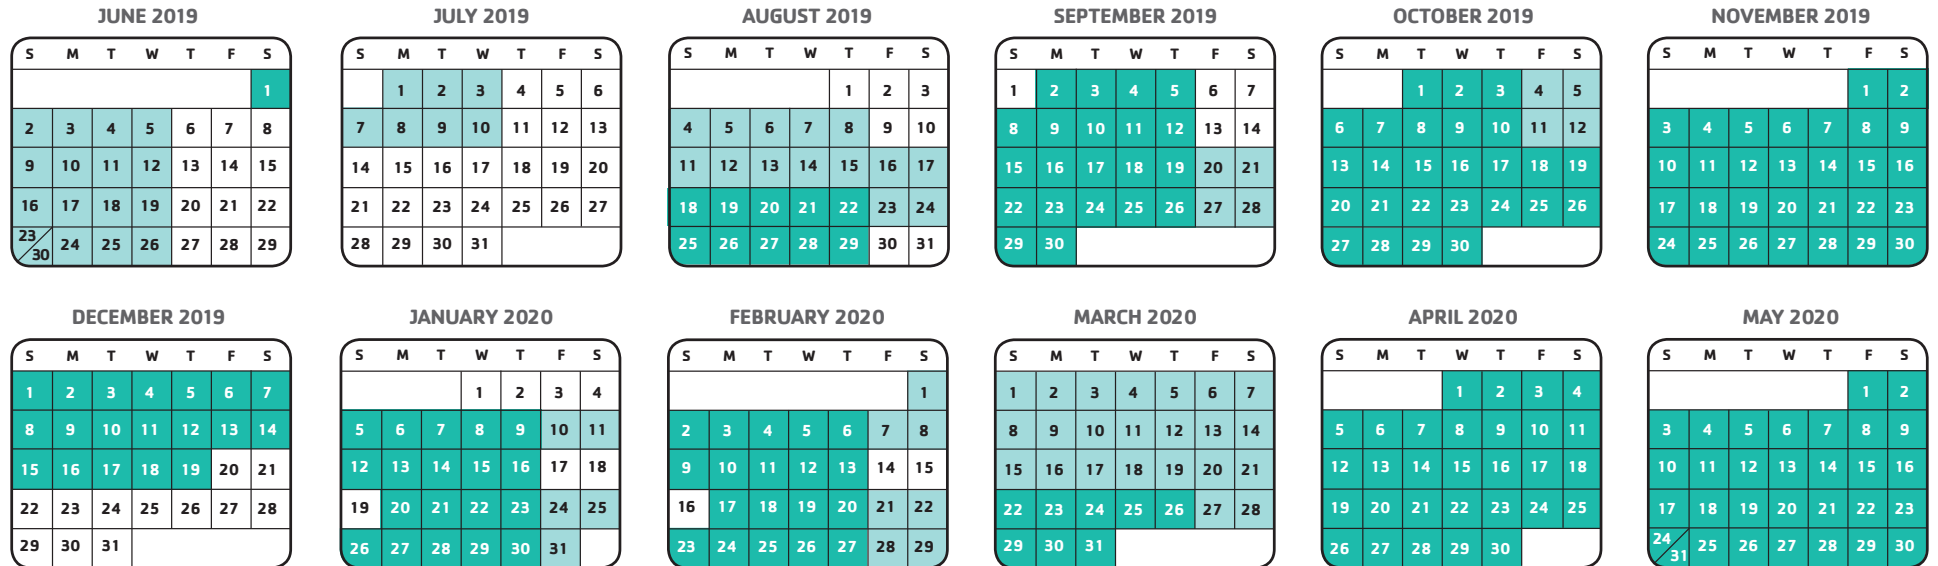 JUNE 2019
S M T W T F S
1
2 3 4 5 6 7 8
9 10 11 12 13 14 15
16 17 18 19 20 21 22
23/30 24 25 26 27 28 29
JULY 2019
S M T W T F S
1 2 3 4 5 6
7 8 9 10 11 12 13
14 15 16 17 18 19 20
21 22 23 24 25 26 27
28 29 30 31
AUGUST 2019
S M T W T F S
1 2 3
4 5 6 7 8 9 10
11 12 13 14 15 16 17
18 19 20 21 22 23 24
25 26 27 28 29 30 31
SEPTEMBER 2019
S M T W T F S
1 2 3 4 5 6 7
8 9 10 11 12 13 14
15 16 17 18 19 20 21
22 23 24 25 26 27 28
29 30
OCTOBER 2019
S M T W T F S
1 2 3 4 5
6 7 8 9 10 11 12
13 14 15 16 17 18 19
20 21 22 23 24 25 26
27 28 29 30
NOVEMBER 2019
S M T W T F S
1 2
3 4 5 6 7 8 9
10 11 12 13 14 15 16
17 18 19 20 21 22 23
24 25 26 27 28 29 30
DECEMBER 2019
S M T W T F S
1 2 3 4 5 6 7
8 9 10 11 12 13 14
15 16 17 18 19 20 21
22 23 24 25 26 27 28
29 30 31
JANUARY 2020
S M T W T F S
1 2 3 4
5 6 7 8 9 10 11
12 13 14 15 16 17 18
19 20 21 22 23 24 25
26 27 28 29 30 31
FEBRUARY 2020
S M T W T F S
1
2 3 4 5 6 7 8
9 10 11 12 13 14 15
16 17 18 19 20 21 22
23 24 25 26 27 28 29
MARCH 2020
S M T W T F S
1 2 3 4 5 6 7
8 9 10 11 12 13 14
15 16 17 18 19 20 21
22 23 24 25 26 27 28
29 30 31
APRIL 2020
S M T W T F S
1 2 3 4
5 6 7 8 9 10 11
12 13 14 15 16 17 18
19 20 21 22 23 24 25
26 27 28 29 30
MAY 2020
S M T W T F S
1 2
3 4 5 6 7 8 9
10 11 12 13 14 15 16
17 18 19 20 21 22 23
24/31 25 26 27 28 29 30